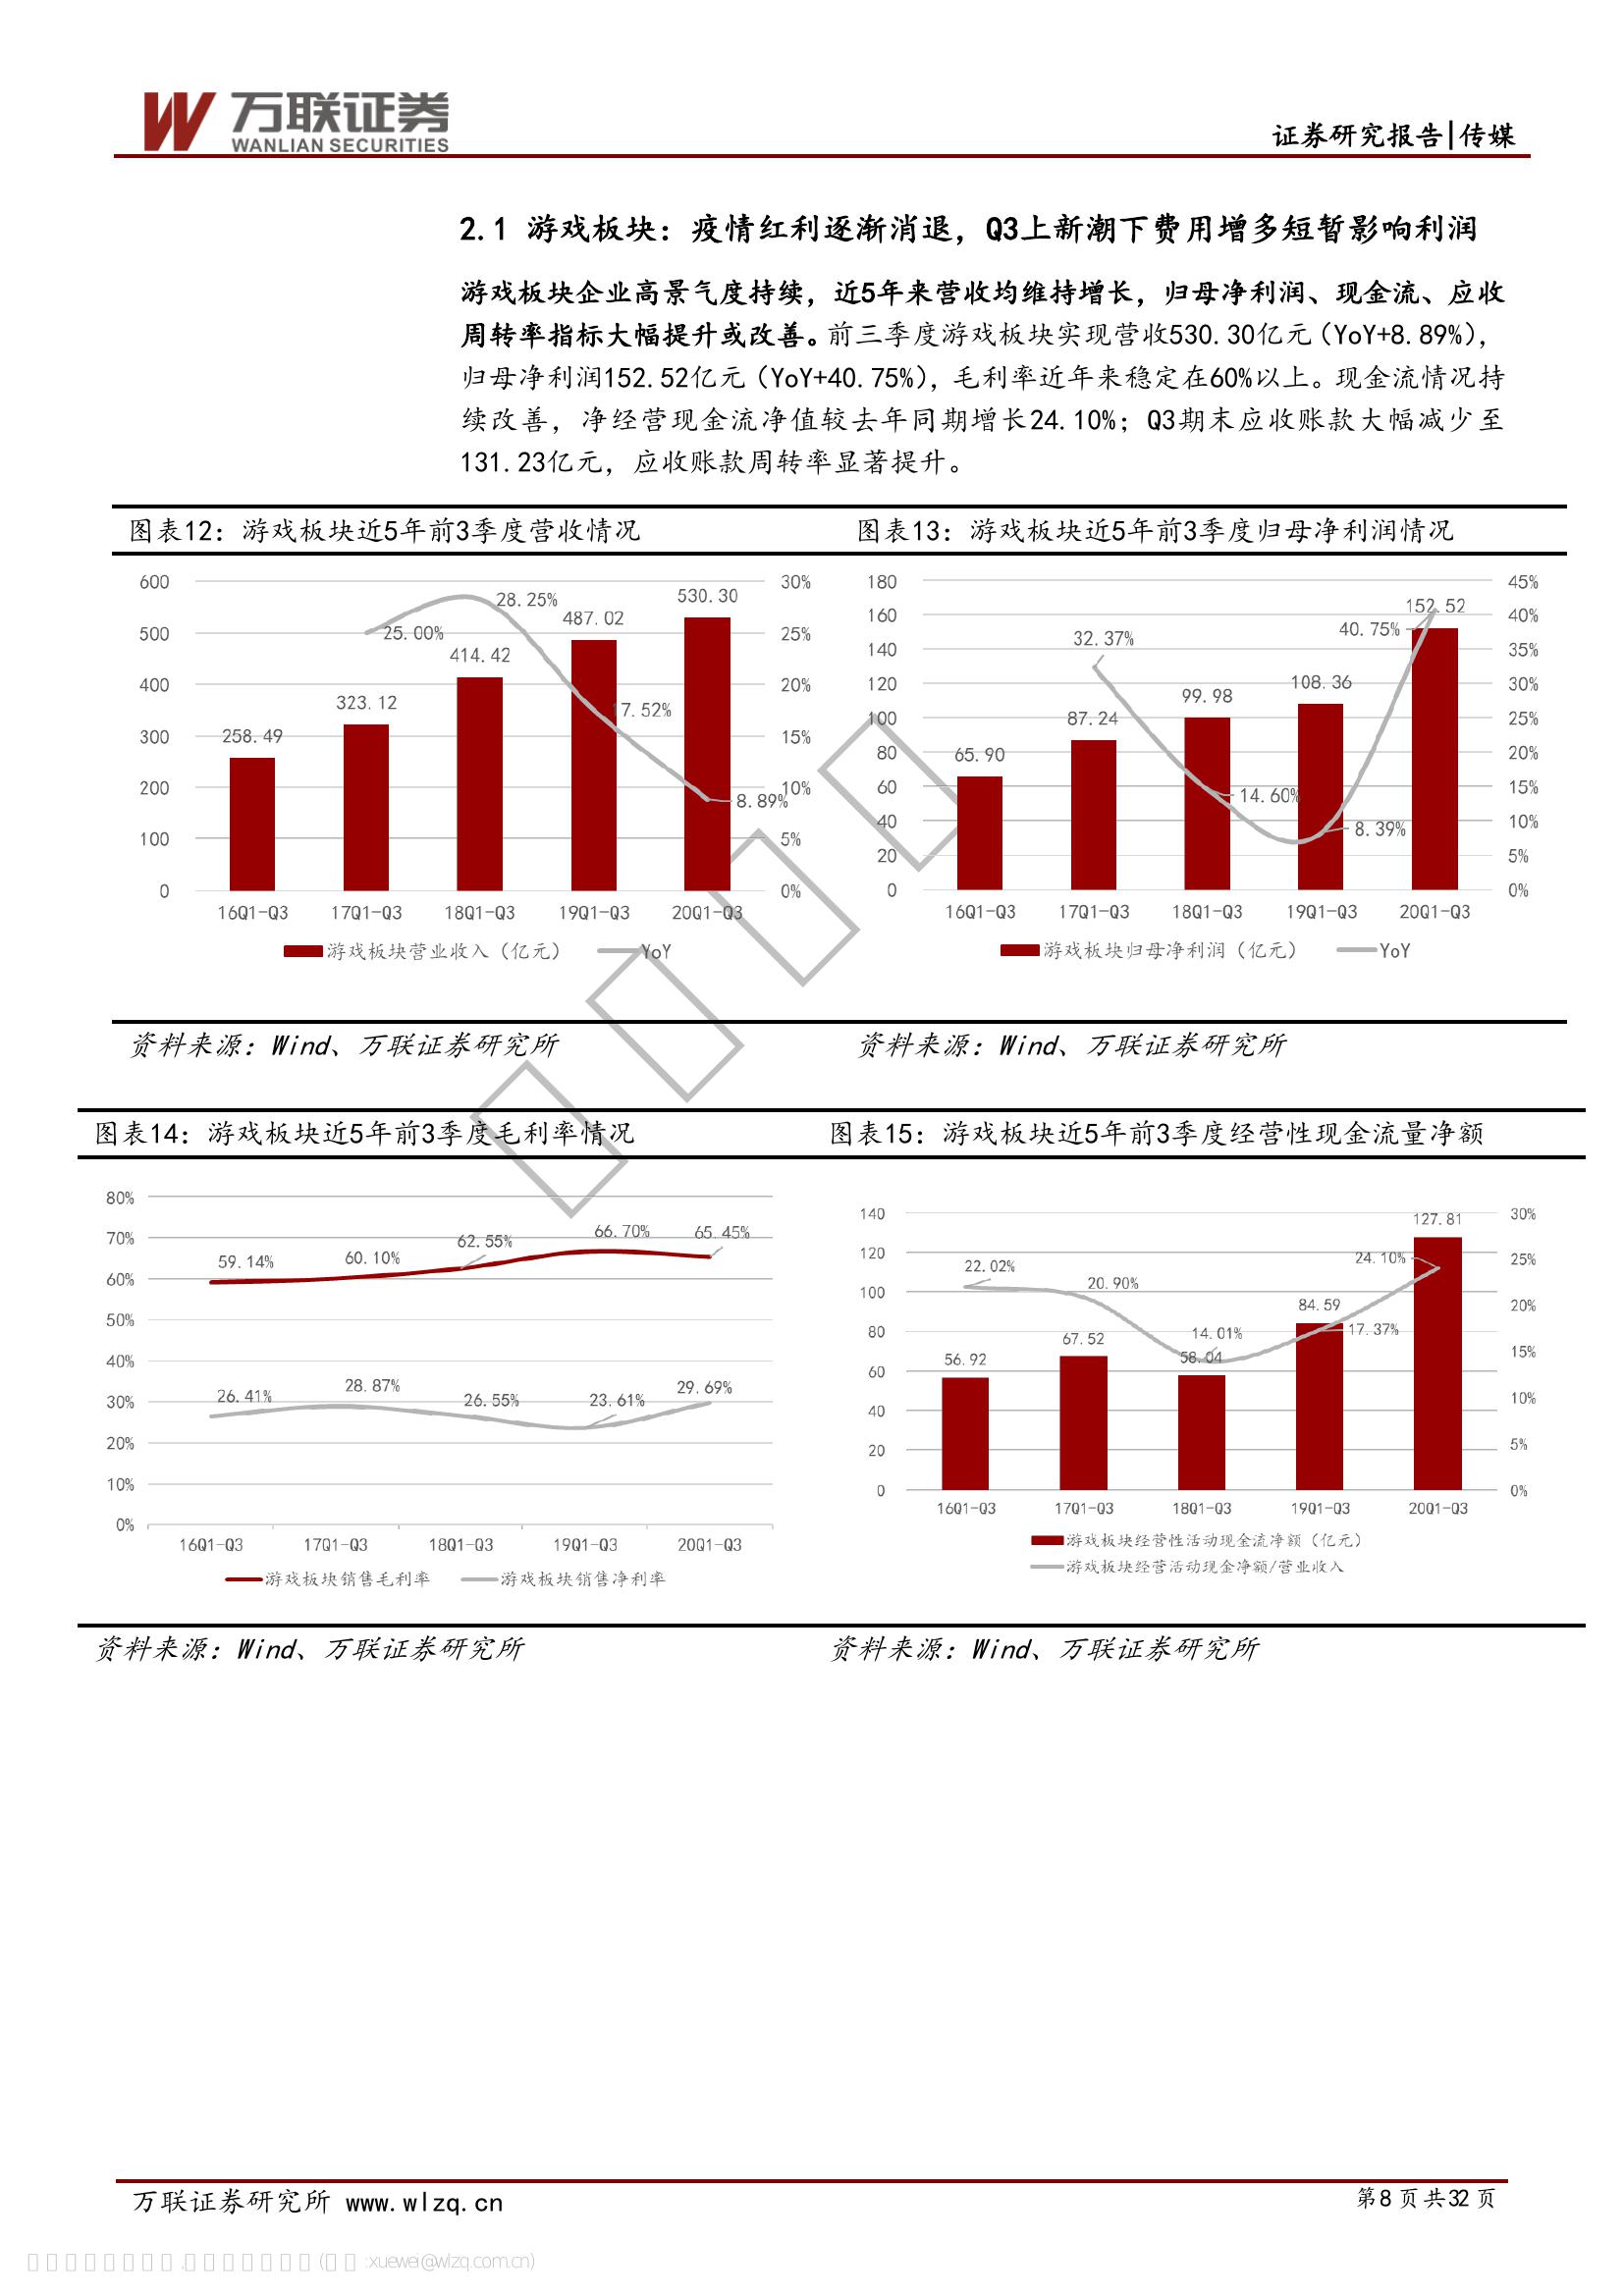 万联证券
WANLIAN SECURITIES
证券研究报告|传媒
2.1 游戏板块：疫情红利逐渐消退，Q3上新潮下费用增多短暂影响利润
游戏板块企业高景气度持续，近5年来营收均维持增长，归母净利润、现金流、应收
周转率指标大幅提升或改善。前三季度游戏板块实现营收530.30亿元（YoY+8.89%），
归母净利润152.52亿元（YoY+40.75%），毛利率近年来稳定在60%以上。现金流情况持
续改善，净经营现金流净值较去年同期增长24.10%；Q3期末应收账款大幅减少至
131.23亿元，应收账款周转率显著提升。
图表12：游戏板块近5年前3季度营收情况
600
500
400
300
200
100
0
30%
25%
20%
15%
10%
5%
0%
258.49
323.12
414.42
487.02
530.30
25.00%
28.25%
17.52%
8.89%
16Q1-Q3 17Q1-Q3 18Q1-Q3 19Q1-Q3 20Q1-Q3
游戏板块营业收入（亿元） YoY
资料来源：Wind、万联证券研究所
图表13：游戏板块近5年前3季度归母净利润情况
180
160
140
120
100
80
60
40
20
0
45%
40%
35%
30%
25%
20%
15%
10%
5%
0%
65.90
87.24
99.98
108.36
152.52
32.37%
14.60%
8.39%
40.75%
16Q1-Q3 17Q1-Q3 18Q1-Q3 19Q1-Q3 20Q1-Q3
游戏板块归母净利润（亿元） YoY
资料来源：Wind、万联证券研究所
图表14：游戏板块近5年前3季度毛利率情况
80%
70%
60%
50%
40%
30%
20%
10%
0%
59.14% 60.10% 62.55% 66.70% 65.45%
26.41% 28.87% 26.55% 23.61% 29.69%
16Q1-Q3 17Q1-Q3 18Q1-Q3 19Q1-Q3 20Q1-Q3
游戏板块销售毛利率 游戏板块销售净利率
资料来源：Wind、万联证券研究所
图表15：游戏板块近5年前3季度经营性现金流量净额
140
120
100
80
60
40
20
0
30%
25%
20%
15%
10%
5%
0%
56.92
67.52
58.04
84.59
127.81
22.02%
20.90%
14.01%
17.37%
24.10%
16Q1-Q3 17Q1-Q3 18Q1-Q3 19Q1-Q3 20Q1-Q3
游戏板块经营性活动现金流净额（亿元）
游戏板块经营活动现金净额/营业收入
资料来源：Wind、万联证券研究所
万联证券研究所 www.wlzq.cn
第8页共32页
:xuewei@wlzq.com.cn)